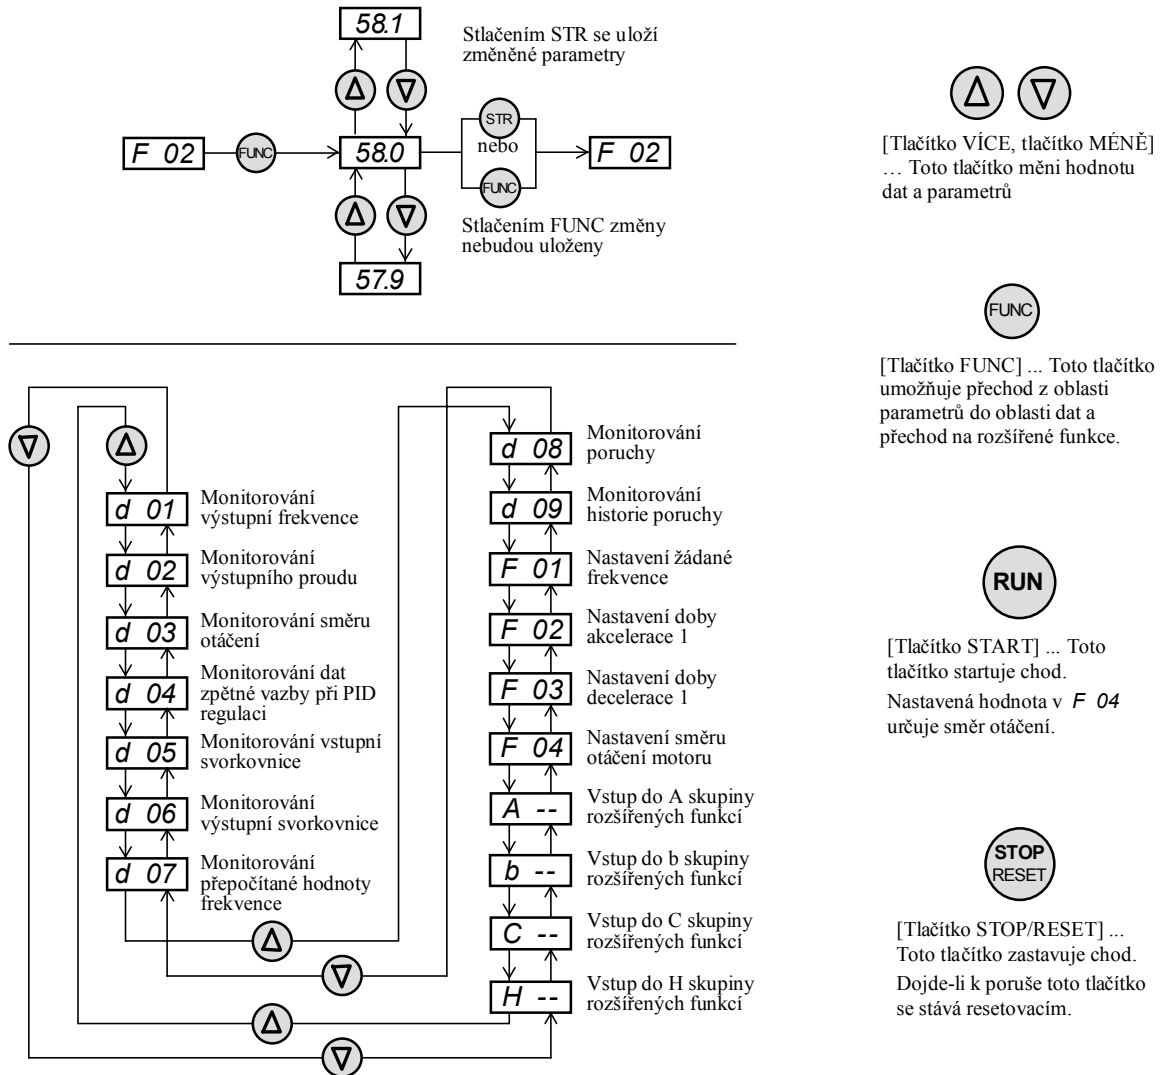 58.1
Stlačením STR se uloží
změněné parametry
F 02
FUNC
58.0
STR
nebo
FUNC
F 02
Stlačením FUNC změny
nebudou uloženy
57.9
[Tlačítko VÍCE, tlačítko MÉNĚ]
… Toto tlačítko měni hodnotu
dat a parametrů
FUNC
[Tlačítko FUNC] ... Toto tlačítko
umožňuje přechod z oblasti
parametrů do oblasti dat a
přechod na rozšířené funkce.
RUN
[Tlačítko START] ... Toto
tlačítko startuje chod.
Nastavená hodnota v F 04
určuje směr otáčení.
STOP
RESET
[Tlačítko STOP/RESET] ...
Toto tlačítko zastavuje chod.
Dojde-li k poruše toto tlačítko
se stává resetovacím.
d 01
Monitorování
výstupní frekvence
d 02
Monitorování
výstupního proudu
d 03
Monitorování směru
otáčení
d 04
Monitorování dat
zpětné vazby při PID
regulaci
d 05
Monitorování vstupní
svorkovnice
d 06
Monitorování
výstupní svorkovnice
d 07
Monitorování
přepočítané hodnoty
frekvence
d 08
Monitorování
poruchy
d 09
Monitorování
historie poruchy
F 01
Nastavení žádané
frekvence
F 02
Nastavení doby
akcelerace 1
F 03
Nastavení doby
decelerace 1
F 04
Nastavení směru
otáčení motoru
A --
Vstup do A skupiny
rozšířených funkcí
b --
Vstup do b skupiny
rozšířených funkcí
C --
Vstup do C skupiny
rozšířených funkcí
H --
Vstup do H skupiny
rozšířených funkcí